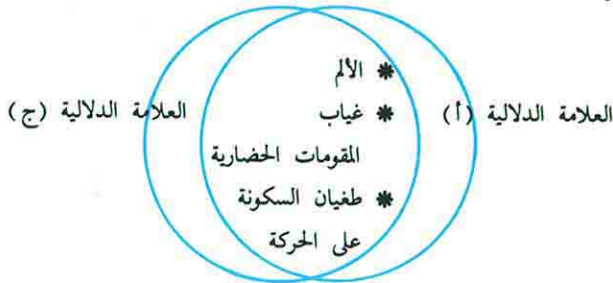 * الألم
العلامة الدلالية (أ)
* غياب
العلامة الدلالية (ج)
المقومات الحضارية
* طغيان السكونة
على الحركة